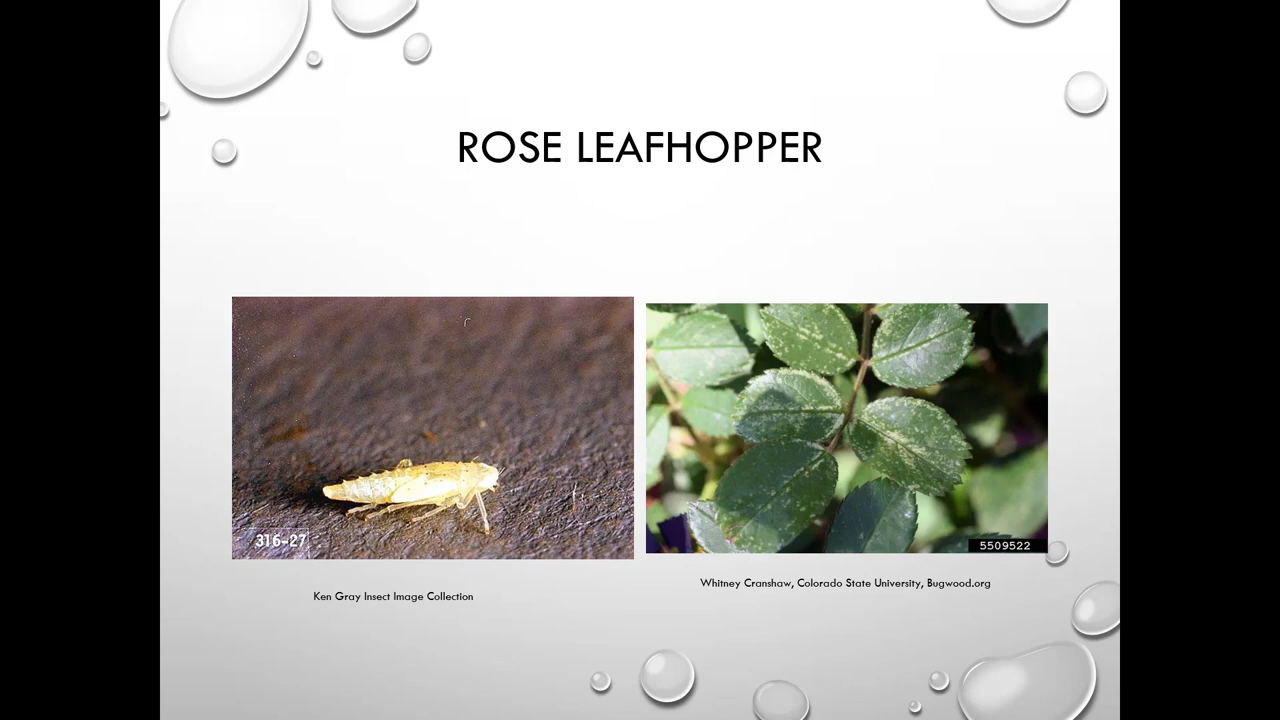 ROSE LEAFHOPPER
316-27
5509522
Whitney Cranshaw, Colorado State University, Bugwood.org
Ken Gray Insect Image Collection